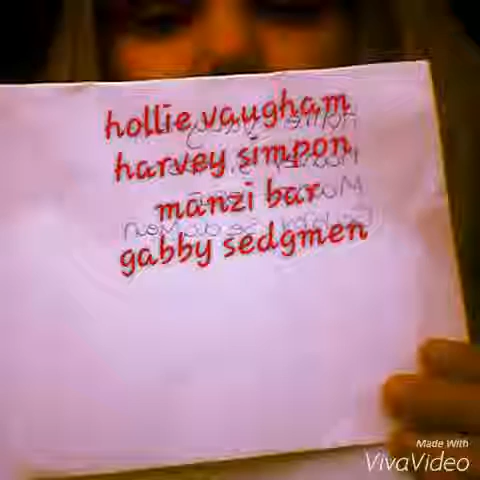 hollie vaugham
harvey simpon
manzi bar
gabby sedgmen
Made With
VivaVideo